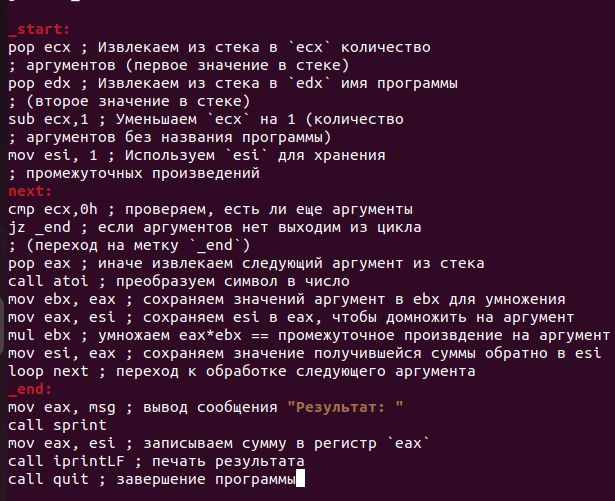 _start:
pop ecx ; Извлекаем из стека в `ecx` количество
; аргументов (первое значение в стеке)
pop edx ; Извлекаем из стека в `edx` имя программы
; (второе значение в стеке)
sub ecx,1 ; Уменьшаем `ecx` на 1 (количество
; аргументов без названия программы)
mov esi, 1 ; Используем `esi` для хранения
; промежуточных произведений
next:
cmp ecx,0h ; проверяем, есть ли еще аргументы
jz _end ; если аргументов нет выходим из цикла
; (переход на метку `_end`)
pop eax ; иначе извлекаем следующий аргумент из стека
call atoi ; преобразуем символ в число
mov ebx, eax ; сохраняем значений аргумент в ebx для умножения
mov eax, esi ; сохраняем esi в eax, чтобы домножить на аргумент
mul ebx ; умножаем eax*ebx == промежуточное произвдение на аргумент
mov esi, eax ; сохраняем значение получившейся суммы обратно в esi
loop next ; переход к обработке следующего аргумента
_end:
mov eax, msg ; вывод сообщения "Результат: "
call sprint
mov eax, esi ; записываем сумму в регистр `eax`
call iprintLF ; печать результата
call quit ; завершение программы